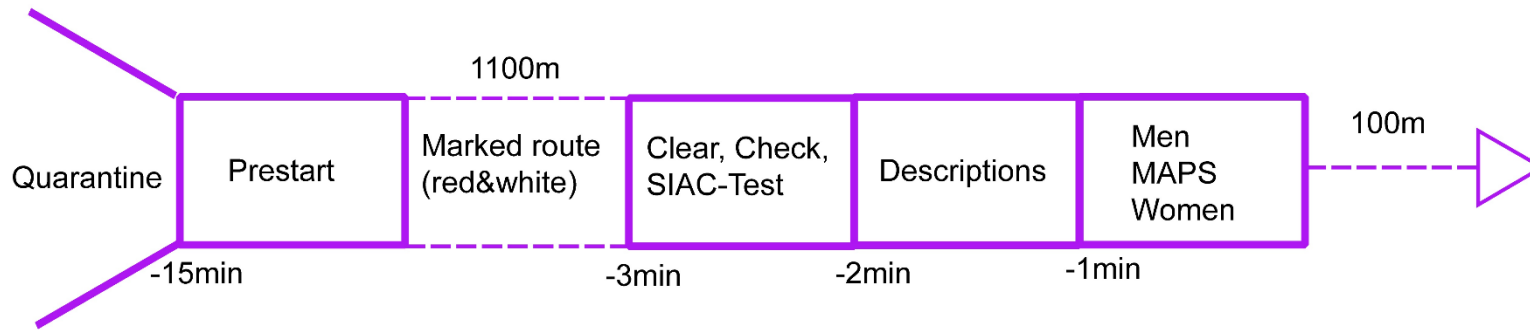 1100m
100m
Quarantine
Prestart
Marked route
(red&white)
Clear, Check,
SIAC-Test
Descriptions
Men
MAPS
Women
-15min
-3min
-2min
-1min